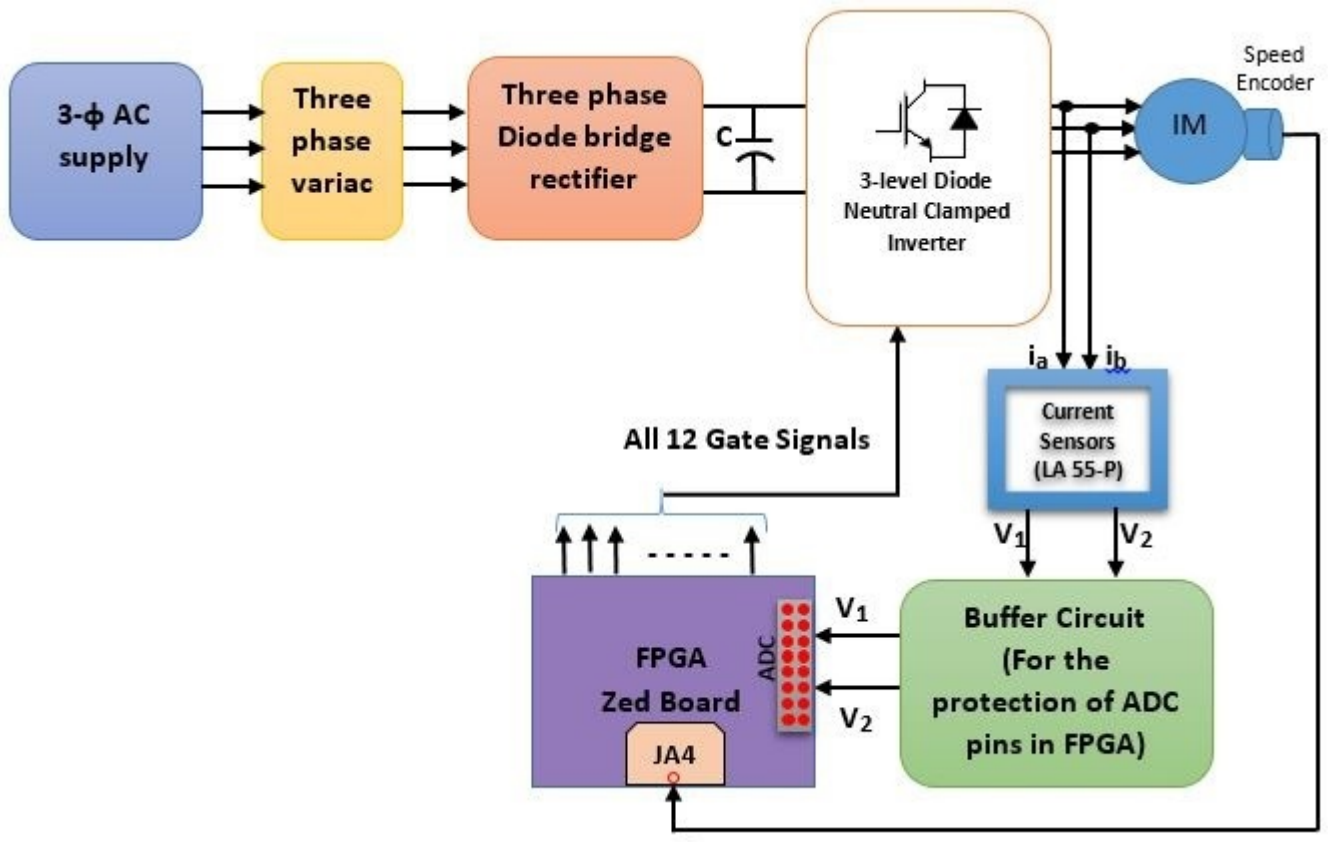 3-ϕ AC
supply
Three
phase
variac
Three phase
Diode bridge
rectifier
C
3-level Diode
Neutral Clamped
Inverter
IM
Speed
Encoder
ia
ib
Current
Sensors
(LA 55-P)
All 12 Gate Signals
V1
V2
Buffer Circuit
(For the
protection of ADC
pins in FPGA)
V1
V2
ADC
FPGA
Zed Board
JA4